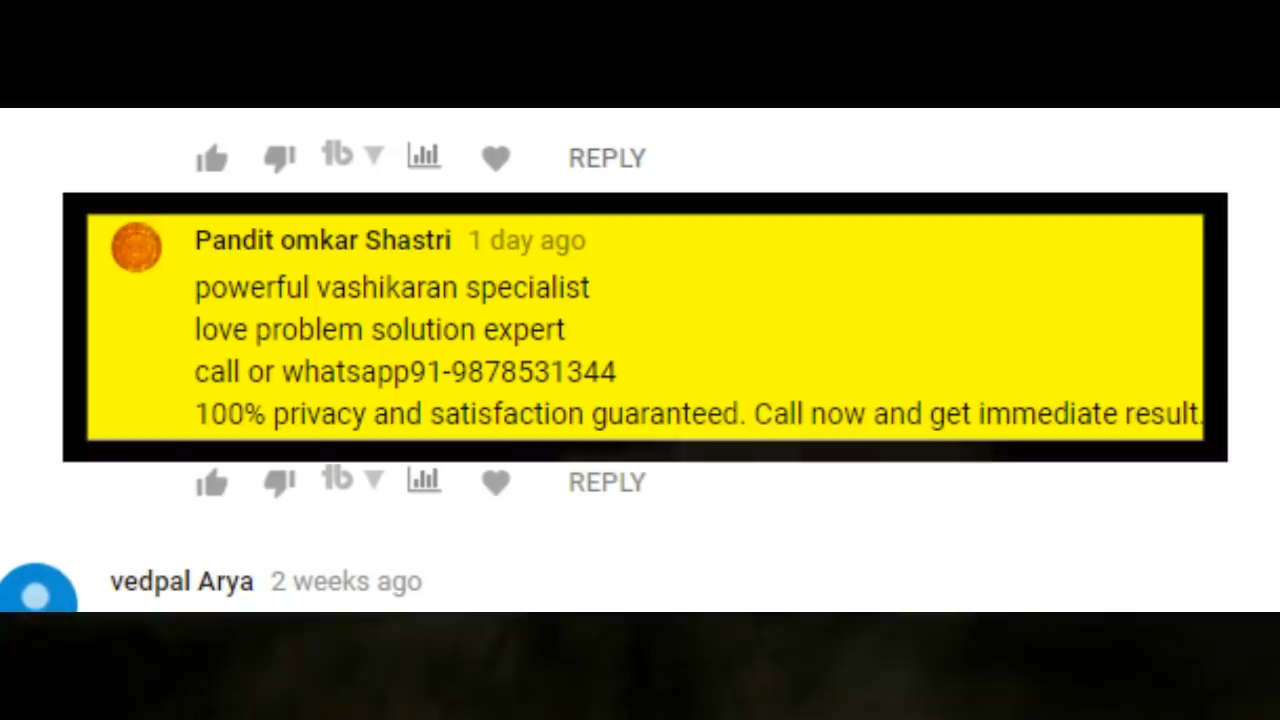 REPLY
Pandit omkar Shastri 1 day ago
powerful vashikaran specialist
love problem solution expert
call or whatsapp91-9878531344
100% privacy and satisfaction guaranteed. Call now and get immediate result.
REPLY
vedpal Arya 2 weeks ago